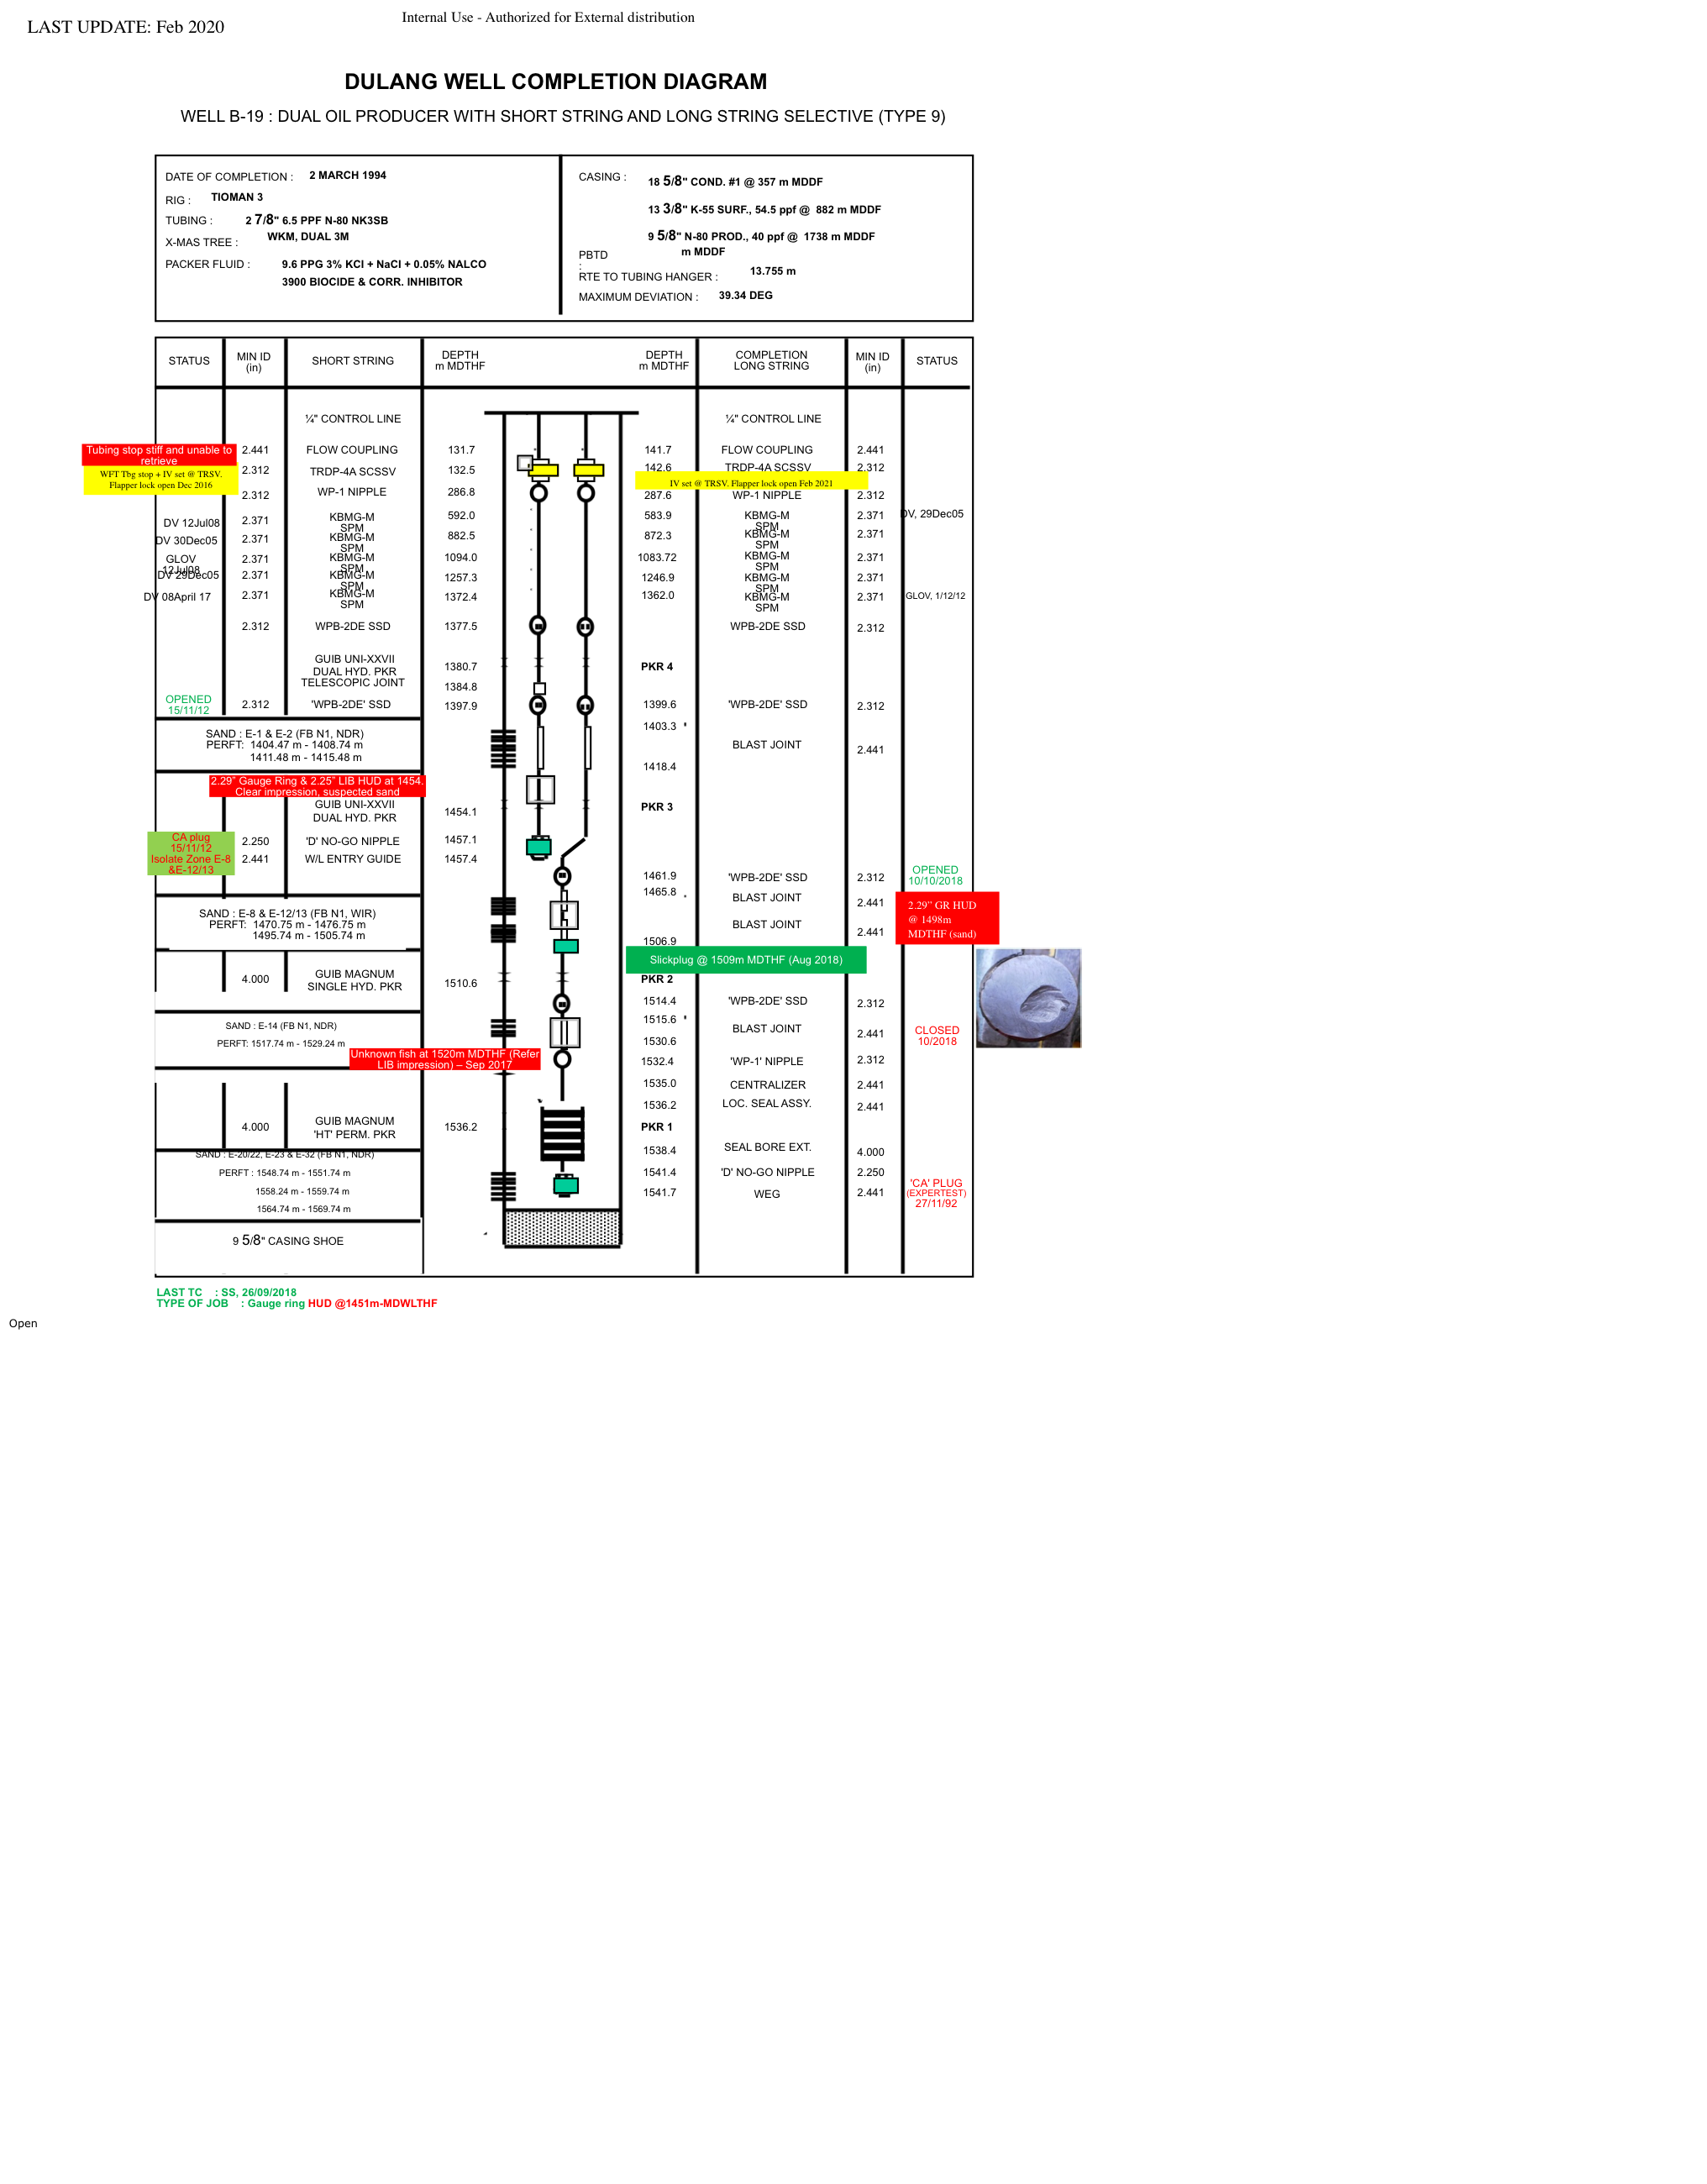 LAST UPDATE: Feb 2020
Internal Use - Authorized for External distribution
DULANG WELL COMPLETION DIAGRAM
WELL B-19 : DUAL OIL PRODUCER WITH SHORT STRING AND LONG STRING SELECTIVE (TYPE 9)
DATE OF COMPLETION : 2 MARCH 1994
RIG : TIOMAN 3
TUBING : 2 7/8" 6.5 PPF N-80 NK3SB
X-MAS TREE : WKM, DUAL 3M
PACKER FLUID : 9.6 PPG 3% KCl + NaCl + 0.05% NALCO
3900 BIOCIDE & CORR. INHIBITOR
CASING : 18 5/8" COND. #1 @ 357 m MDDF
13 3/8" K-55 SURF., 54.5 ppf @ 882 m MDDF
9 5/8" N-80 PROD., 40 ppf @ 1738 m MDDF
PBTD : m MDDF
RTE TO TUBING HANGER : 13.755 m
MAXIMUM DEVIATION : 39.34 DEG
STATUS MIN ID (in) SHORT STRING DEPTH m MDTHF DEPTH m MDTHF COMPLETION LONG STRING MIN ID (in) STATUS
¼" CONTROL LINE ¼" CONTROL LINE
Tubing stop stiff and unable to retrieve 2.441 FLOW COUPLING 131.7 141.7 FLOW COUPLING 2.441
WFT Tbg stop + IV set @ TRSV. Flapper lock open Dec 2016 2.312 TRDP-4A SCSSV 132.5 142.6 TRDP-4A SCSSV 2.312
IV set @ TRSV. Flapper lock open Feb 2021
2.312 WP-1 NIPPLE 286.8 287.6 WP-1 NIPPLE 2.312
DV 12Jul08 2.371 KBMG-M SPM 592.0 583.9 KBMG-M SPM 2.371 DV, 29Dec05
DV 30Dec05 2.371 KBMG-M SPM 882.5 872.3 KBMG-M SPM 2.371
GLOV 12Jul08 2.371 KBMG-M SPM 1094.0 1083.72 KBMG-M SPM 2.371
DV 29Dec05 2.371 KBMG-M SPM 1257.3 1246.9 KBMG-M SPM 2.371
DV 08April 17 2.371 KBMG-M SPM 1372.4 1362.0 KBMG-M SPM 2.371 GLOV, 1/12/12
2.312 WPB-2DE SSD 1377.5 WPB-2DE SSD 2.312
GUIB UNI-XXVII DUAL HYD. PKR 1380.7 PKR 4
TELESCOPIC JOINT 1384.8
OPENED 15/11/12 2.312 'WPB-2DE' SSD 1397.9 1399.6 'WPB-2DE' SSD 2.312
1403.3
SAND : E-1 & E-2 (FB N1, NDR)
PERFT: 1404.47 m - 1408.74 m
1411.48 m - 1415.48 m
BLAST JOINT 2.441
1418.4
2.29" Gauge Ring & 2.25" LIB HUD at 1454.
Clear impression, suspected sand
GUIB UNI-XXVII DUAL HYD. PKR 1454.1 PKR 3
CA plug 15/11/12 Isolate Zone E-8 &E-12/13
2.250 'D' NO-GO NIPPLE 1457.1
2.441 W/L ENTRY GUIDE 1457.4
1461.9 'WPB-2DE' SSD 2.312 OPENED 10/10/2018
1465.8 BLAST JOINT 2.441
2.29" GR HUD @ 1498m MDTHF (sand)
SAND : E-8 & E-12/13 (FB N1, WIR)
PERFT: 1470.75 m - 1476.75 m
1495.74 m - 1505.74 m
BLAST JOINT 2.441
1506.9
Slickplug @ 1509m MDTHF (Aug 2018)
4.000 GUIB MAGNUM SINGLE HYD. PKR 1510.6 PKR 2
1514.4 'WPB-2DE' SSD 2.312
1515.6
SAND : E-14 (FB N1, NDR)
PERFT: 1517.74 m - 1529.24 m
BLAST JOINT 2.441 CLOSED 10/2018
1530.6
Unknown fish at 1520m MDTHF (Refer LIB impression) – Sep 2017
1532.4 'WP-1' NIPPLE 2.312
1535.0 CENTRALIZER 2.441
1536.2 LOC. SEAL ASSY. 2.441
4.000 GUIB MAGNUM 'HT' PERM. PKR 1536.2 PKR 1
1538.4 SEAL BORE EXT. 4.000
SAND : E-20/22, E-23 & E-32 (FB N1, NDR)
PERFT : 1548.74 m - 1551.74 m
1558.24 m - 1559.74 m
1564.74 m - 1569.74 m
1541.4 'D' NO-GO NIPPLE 2.250
1541.7 WEG 2.441
'CA' PLUG (EXPERTEST) 27/11/92
9 5/8" CASING SHOE
LAST TC : SS, 26/09/2018
TYPE OF JOB : Gauge ring HUD @1451m-MDWLTHF
Open